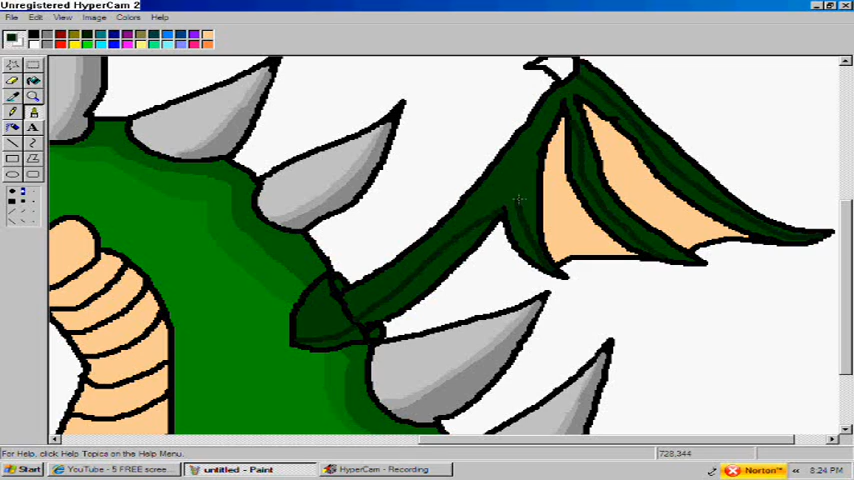 Unregistered HyperCam 2
File Edit View Image Colors Help
A
For Help, click Help Topics on the Help Menu.
728,344
Start
YouTube - 5 FREE scree...
untitled - Paint
HyperCam - Recording
Norton™
8:24 PM